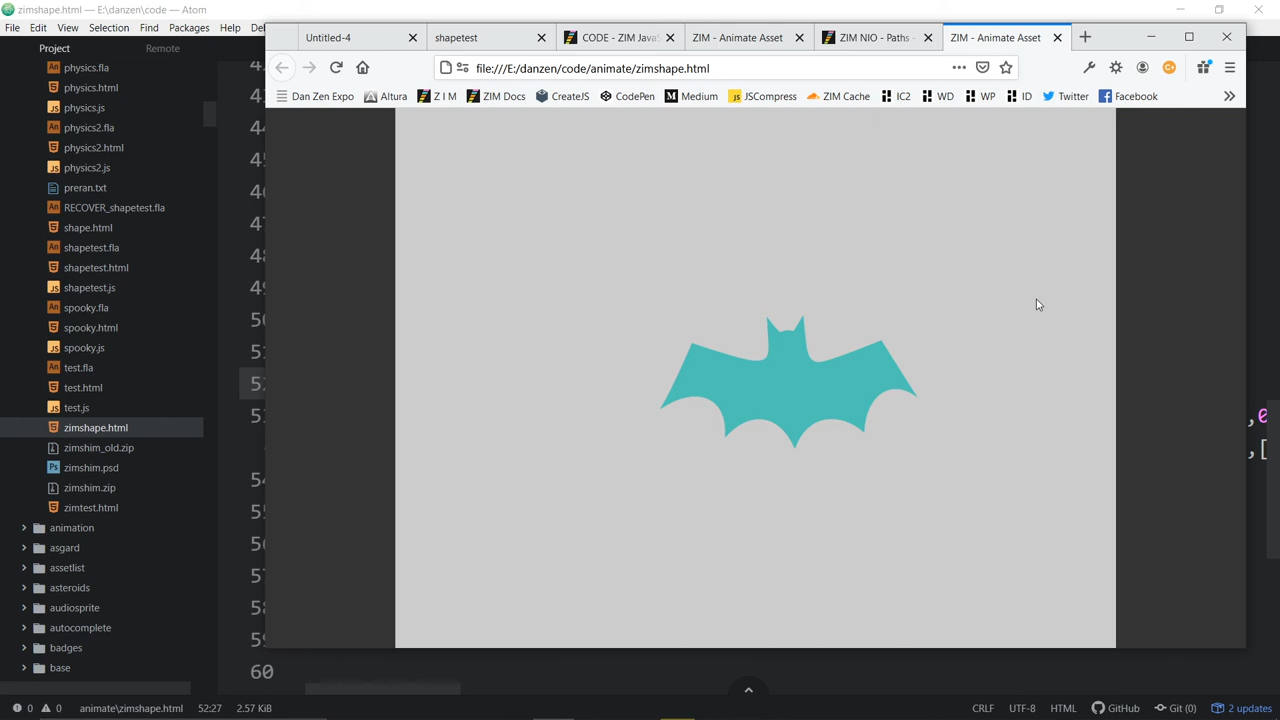 zimshape.html — E:\danzen\code — Atom
File Edit View Selection Find Packages Help
Project Remote
physics.fla
physics.html
physics.js
physics2.fla
physics2.html
physics2.js
preran.txt
RECOVER_shapetest.fla
shape.html
shapetest.fla
shapetest.html
shapetest.js
spooky.fla
spooky.html
spooky.js
test.fla
test.html
test.js
zimshape.html
zimshim_old.zip
zimshim.psd
zimshim.zip
zimtest.html
animation
asgard
assetlist
asteroids
audiosprite
autocomplete
badges
base
60
Untitled-4 shapetest CODE - ZIM Java ZIM - Animate Asset ZIM NIO - Paths - ZIM - Animate Asset
file:///E:/danzen/code/animate/zimshape.html
Dan Zen Expo Altura Z I M ZIM Docs CreateJS CodePen Medium JSCompress ZIM Cache IC2 WD WP ID Twitter Facebook
0 0 animate\zimshape.html 52:27 2.57 KiB CRLF UTF-8 HTML GitHub Git (0) 2 updates